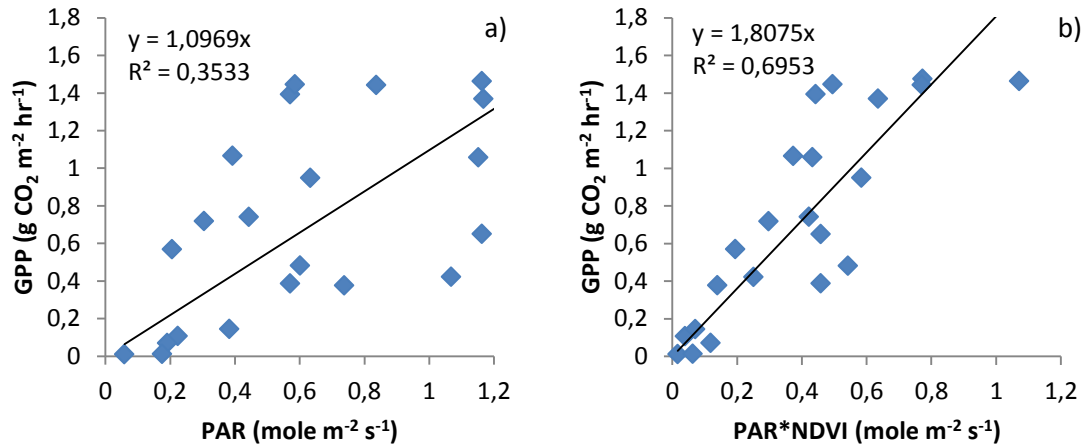 a)
y = 1,0969x
R² = 0,3533
GPP (g CO₂ m⁻² hr⁻¹)
1,8
1,6
1,4
1,2
1
0,8
0,6
0,4
0,2
0
0 0,2 0,4 0,6 0,8 1 1,2
PAR (mole m⁻² s⁻¹)
b)
y = 1,8075x
R² = 0,6953
GPP (g CO₂ m⁻² hr⁻¹)
1,8
1,6
1,4
1,2
1
0,8
0,6
0,4
0,2
0
0 0,2 0,4 0,6 0,8 1 1,2
PAR*NDVI (mole m⁻² s⁻¹)